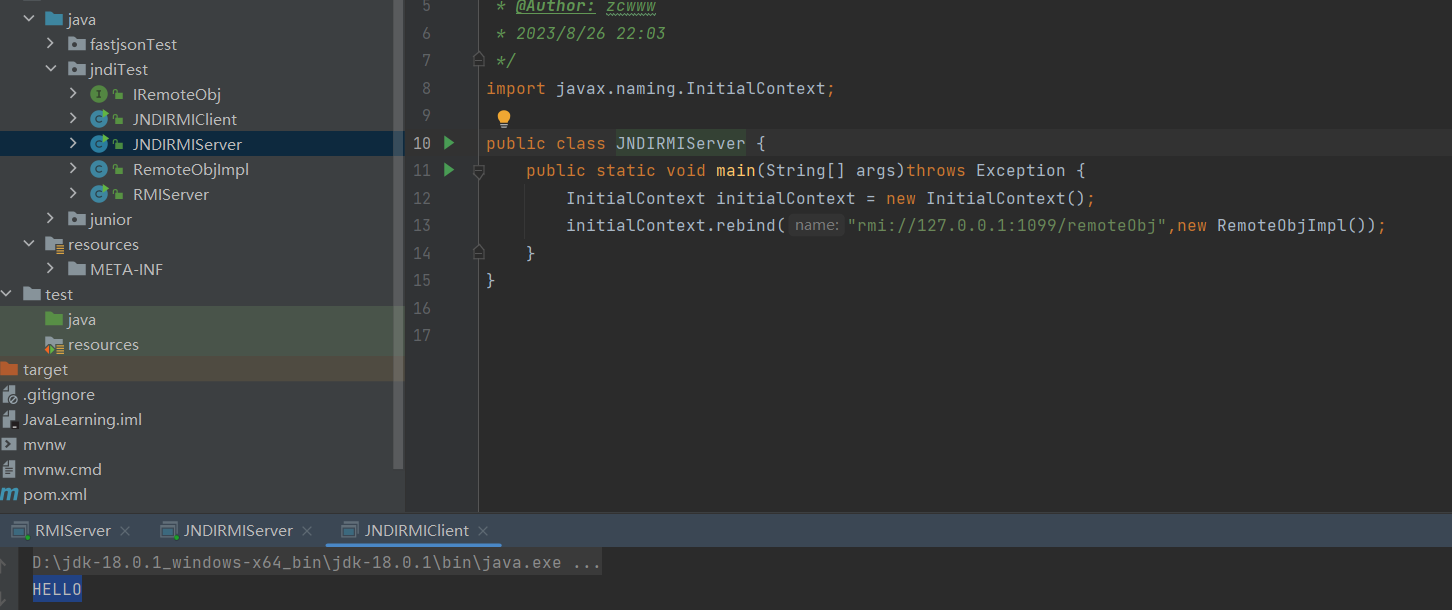 java
fastjsonTest
jndiTest
IRemoteObj
JNDIRMIClient
JNDIRMIServer
RemoteObjImpl
RMIServer
junior
resources
META-INF
test
java
resources
target
.gitignore
JavaLearning.iml
mvnw
mvnw.cmd
pom.xml
5 * @Author: zcwww
6 * 2023/8/26 22:03
7 */
8 import javax.naming.InitialContext;
9
10 public class JNDIRMIServer {
11 public static void main(String[] args)throws Exception {
12 InitialContext initialContext = new InitialContext();
13 initialContext.rebind( name: "rmi://127.0.0.1:1099/remoteObj",new RemoteObjImpl());
14 }
15 }
16
17
RMIServer JNDIRMIServer JNDIRMIClient
D:\jdk-18.0.1_windows-x64_bin\jdk-18.0.1\bin\java.exe ...
HELLO